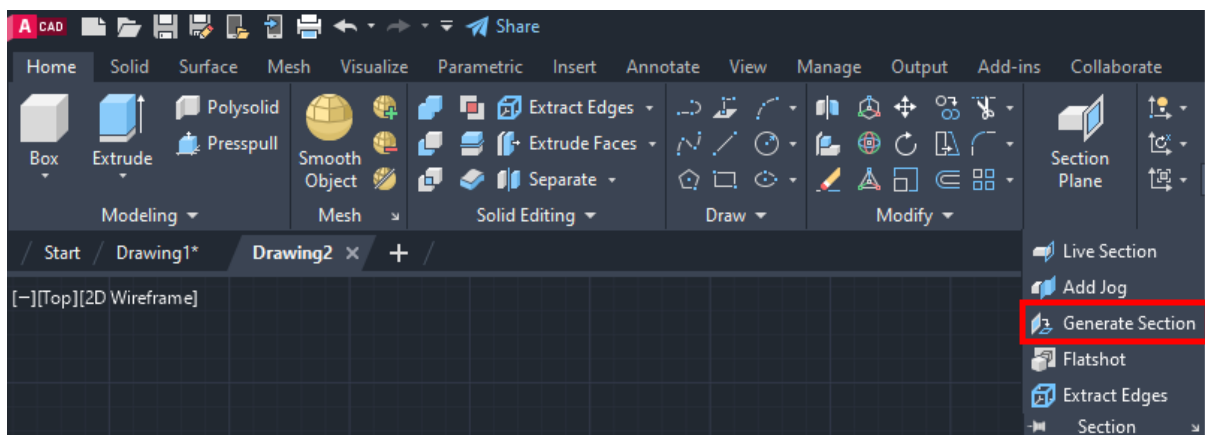 A CAD Share
Home Solid Surface Mesh Visualize Parametric Insert Annotate View Manage Output Add-ins Collaborate
Box
Extrude
Polysolid
Presspull
Modeling
Smooth
Object
Mesh
Extract Edges
Extrude Faces
Separate
Solid Editing
Draw
Modify
Section
Plane
Start Drawing1* Drawing2
[−][Top][2D Wireframe]
Live Section
Add Jog
Generate Section
Flatshot
Extract Edges
Section